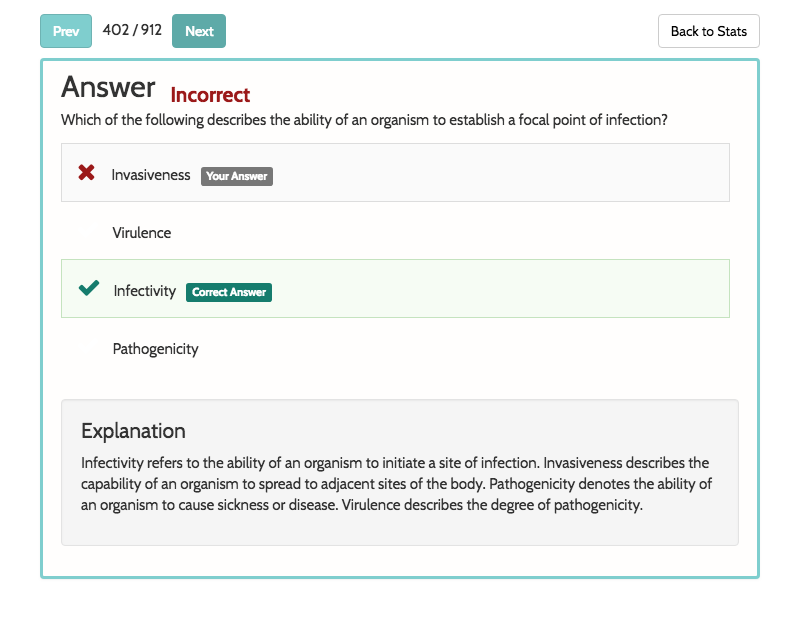 Prev 402 / 912 Next Back to Stats
Answer Incorrect
Which of the following describes the ability of an organism to establish a focal point of infection?
Invasiveness Your Answer
Virulence
Infectivity Correct Answer
Pathogenicity
Explanation
Infectivity refers to the ability of an organism to initiate a site of infection. Invasiveness describes the
capability of an organism to spread to adjacent sites of the body. Pathogenicity denotes the ability of
an organism to cause sickness or disease. Virulence describes the degree of pathogenicity.